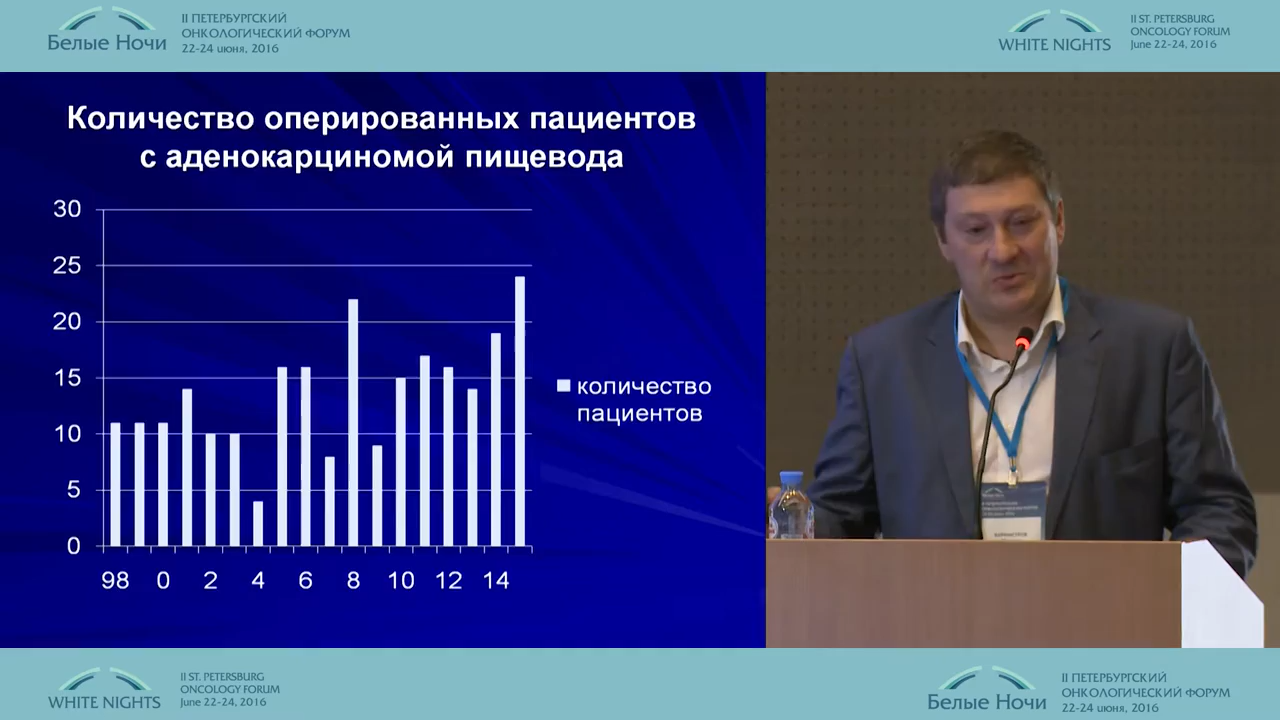 Белые Ночи
II ПЕТЕРБУРГСКИЙ
ОНКОЛОГИЧЕСКИЙ ФОРУМ
22-24 июня, 2016
WHITE NIGHTS
II ST. PETERSBURG
ONCOLOGY FORUM
June 22-24, 2016
Количество оперированных пациентов
с аденокарциномой пищевода
30
25
20
15
10
5
0
98 0 2 4 6 8 10 12 14
количество
пациентов
WHITE NIGHTS
II ST. PETERSBURG
ONCOLOGY FORUM
June 22-24, 2016
Белые Ночи
II ПЕТЕРБУРГСКИЙ
ОНКОЛОГИЧЕСКИЙ ФОРУМ
22-24 июня, 2016